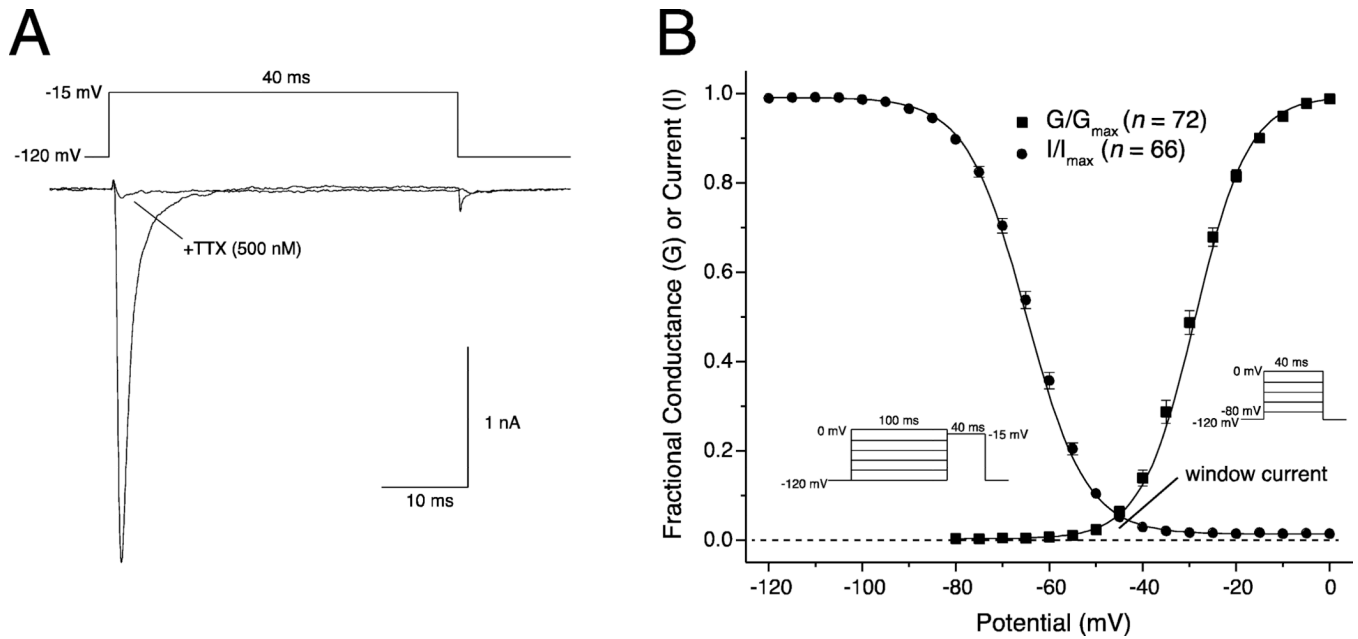 A
40 ms
-15 mV
-120 mV
+TTX (500 nM)
1 nA
10 ms
B
Fractional Conductance (G) or Current (I)
1.0
0.8
0.6
0.4
0.2
0.0
G/Gmax (n = 72)
I/Imax (n = 66)
0 mV
100 ms
40 ms
-15 mV
-120 mV
40 ms
0 mV
-80 mV
-120 mV
window current
-120 -100 -80 -60 -40 -20 0
Potential (mV)